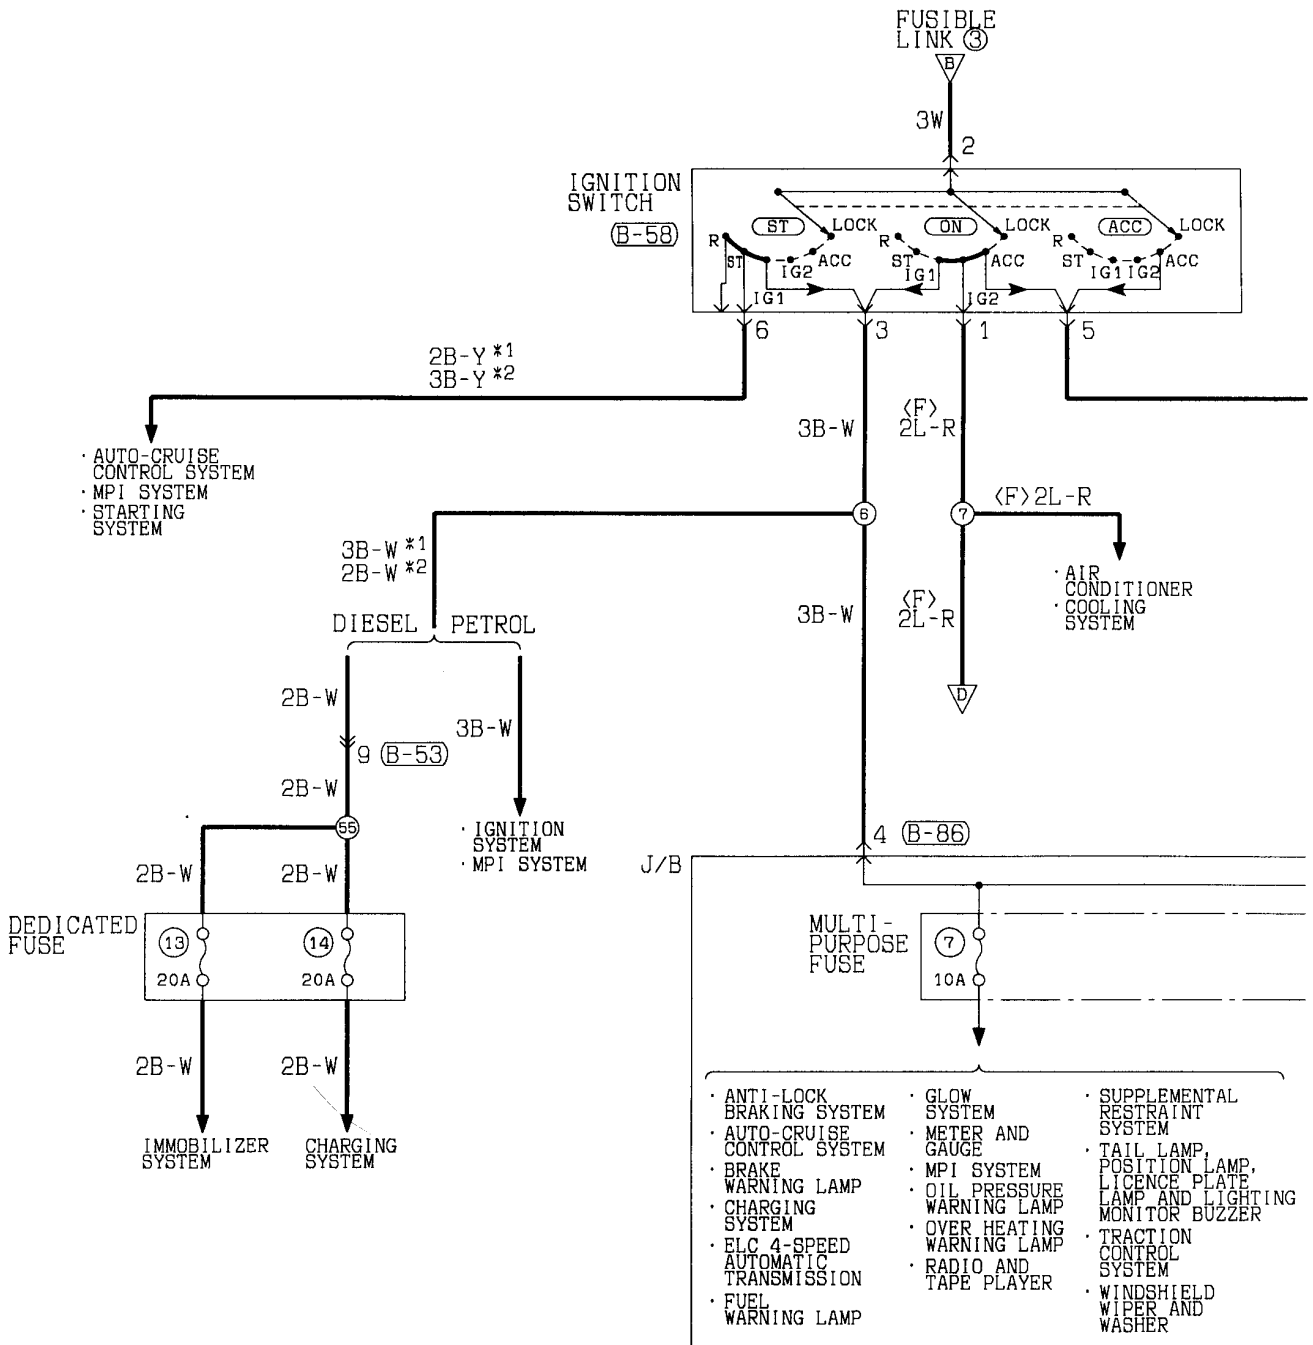 FUSIBLE
LINK ③
B
3W
2
IGNITION
SWITCH
(B-58)
ST
LOCK
ON
LOCK
ACC
LOCK
R
ST
IG1
IG2
ACC
R
ST
IG1
IG2
ACC
R
ST
IG1
IG2
ACC
6
3
1
5
2B-Y *1
3B-Y *2
3B-W
<F>
2L-R
· AUTO-CRUISE
CONTROL SYSTEM
· MPI SYSTEM
· STARTING
SYSTEM
6
7
<F>2L-R
3B-W *1
2B-W *2
3B-W
<F>
2L-R
· AIR
CONDITIONER
· COOLING
SYSTEM
DIESEL
PETROL
D
2B-W
3B-W
9 (B-53)
2B-W
55
· IGNITION
SYSTEM
· MPI SYSTEM
4 (B-86)
J/B
2B-W
2B-W
DEDICATED
FUSE
13
20A
14
20A
MULTI-
PURPOSE
FUSE
7
10A
2B-W
2B-W
IMMOBILIZER
SYSTEM
CHARGING
SYSTEM
· ANTI-LOCK
BRAKING SYSTEM
· AUTO-CRUISE
CONTROL SYSTEM
· BRAKE
WARNING LAMP
· CHARGING
SYSTEM
· ELC 4-SPEED
AUTOMATIC
TRANSMISSION
· FUEL
WARNING LAMP
· GLOW
SYSTEM
· METER AND
GAUGE
· MPI SYSTEM
· OIL PRESSURE
WARNING LAMP
· OVER HEATING
WARNING LAMP
· RADIO AND
TAPE PLAYER
· SUPPLEMENTAL
RESTRAINT
SYSTEM
· TAIL LAMP,
POSITION LAMP,
LICENCE PLATE
LAMP AND LIGHTING
MONITOR BUZZER
· TRACTION
CONTROL
SYSTEM
· WINDSHIELD
WIPER AND
WASHER